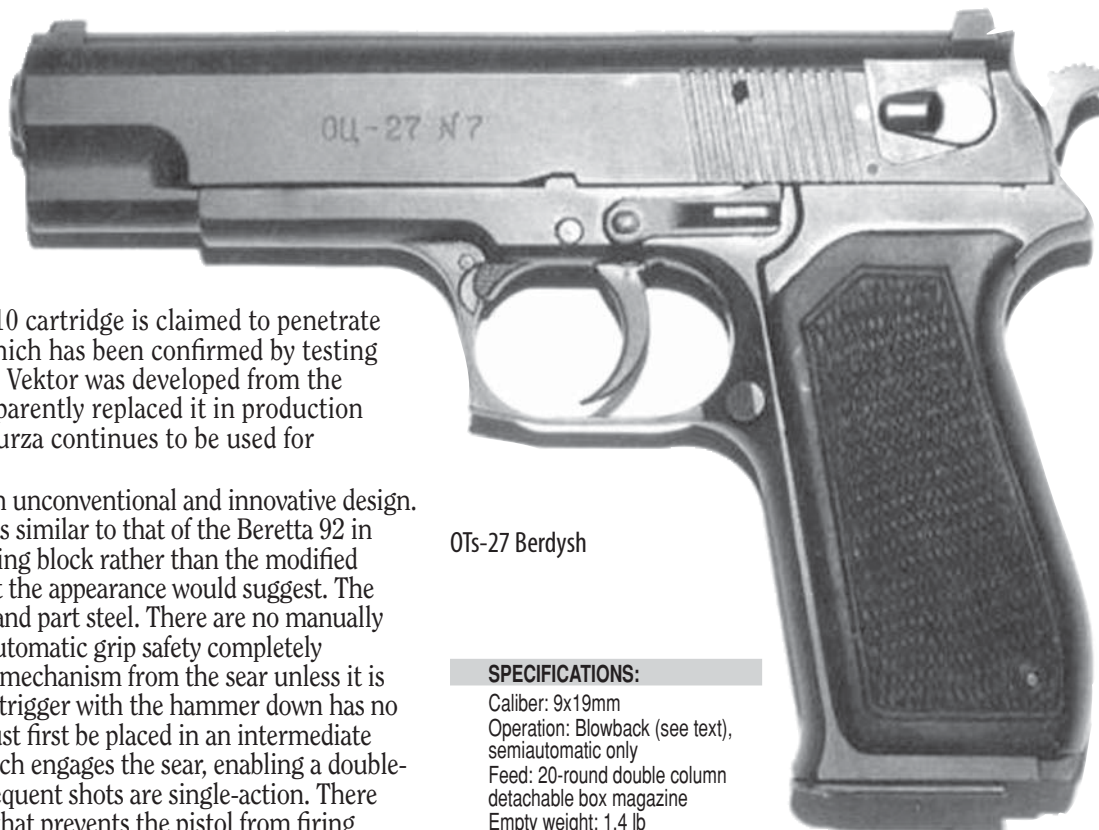 ОЦ-27 №7
10 cartridge is claimed to penetrate
hich has been confirmed by testing
Vektor was developed from the
parently replaced it in production
urza continues to be used for
n unconventional and innovative design.
s similar to that of the Beretta 92 in
ing block rather than the modified
t the appearance would suggest. The
and part steel. There are no manually
utomatic grip safety completely
mechanism from the sear unless it is
trigger with the hammer down has no
ust first be placed in an intermediate
ch engages the sear, enabling a double-
equent shots are single-action. There
hat prevents the pistol from firing
OTs-27 Berdysh
SPECIFICATIONS:
Caliber: 9x19mm
Operation: Blowback (see text),
semiautomatic only
Feed: 20-round double column
detachable box magazine
Empty weight: 1.4 lb